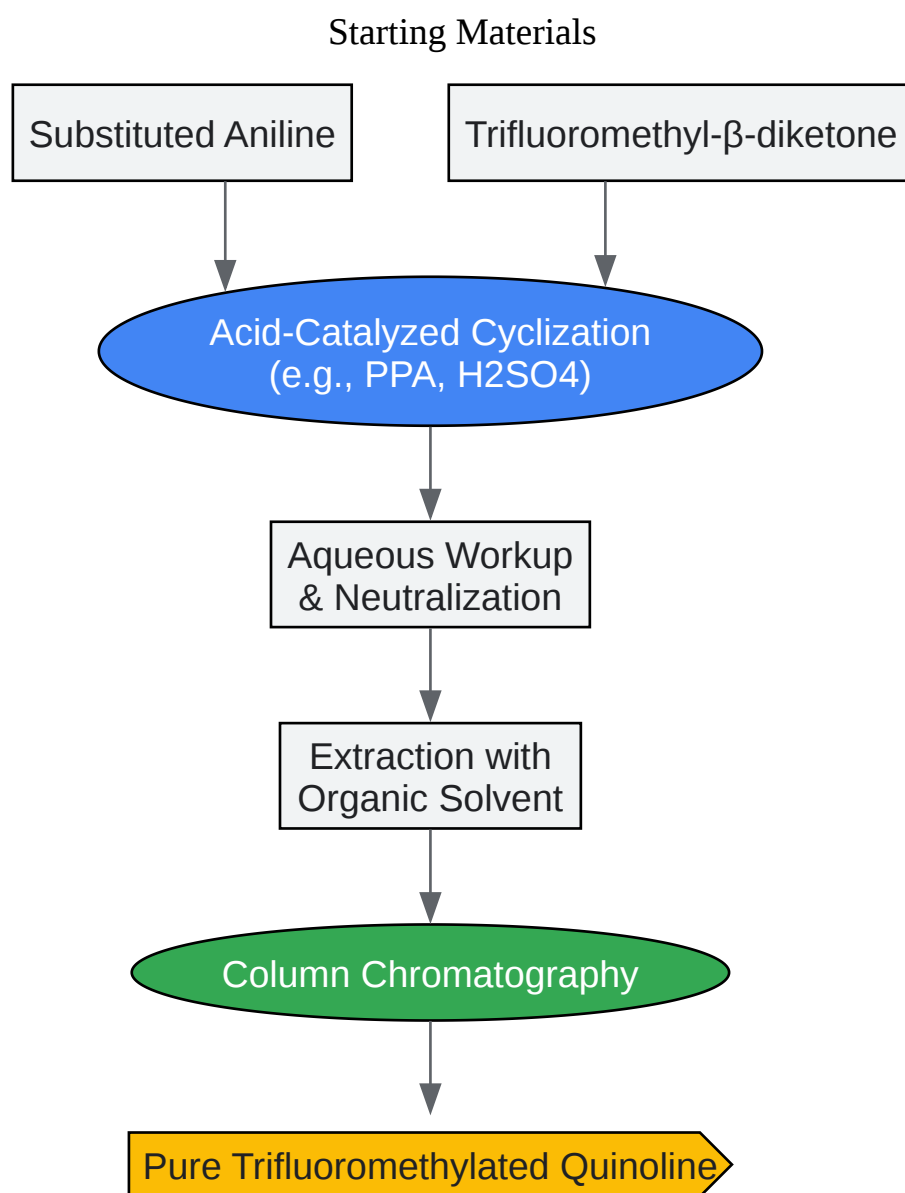 Starting Materials
Substituted Aniline
Trifluoromethyl-β-diketone
Acid-Catalyzed Cyclization
(e.g., PPA, H2SO4)
Aqueous Workup
& Neutralization
Extraction with
Organic Solvent
Column Chromatography
Pure Trifluoromethylated Quinoline